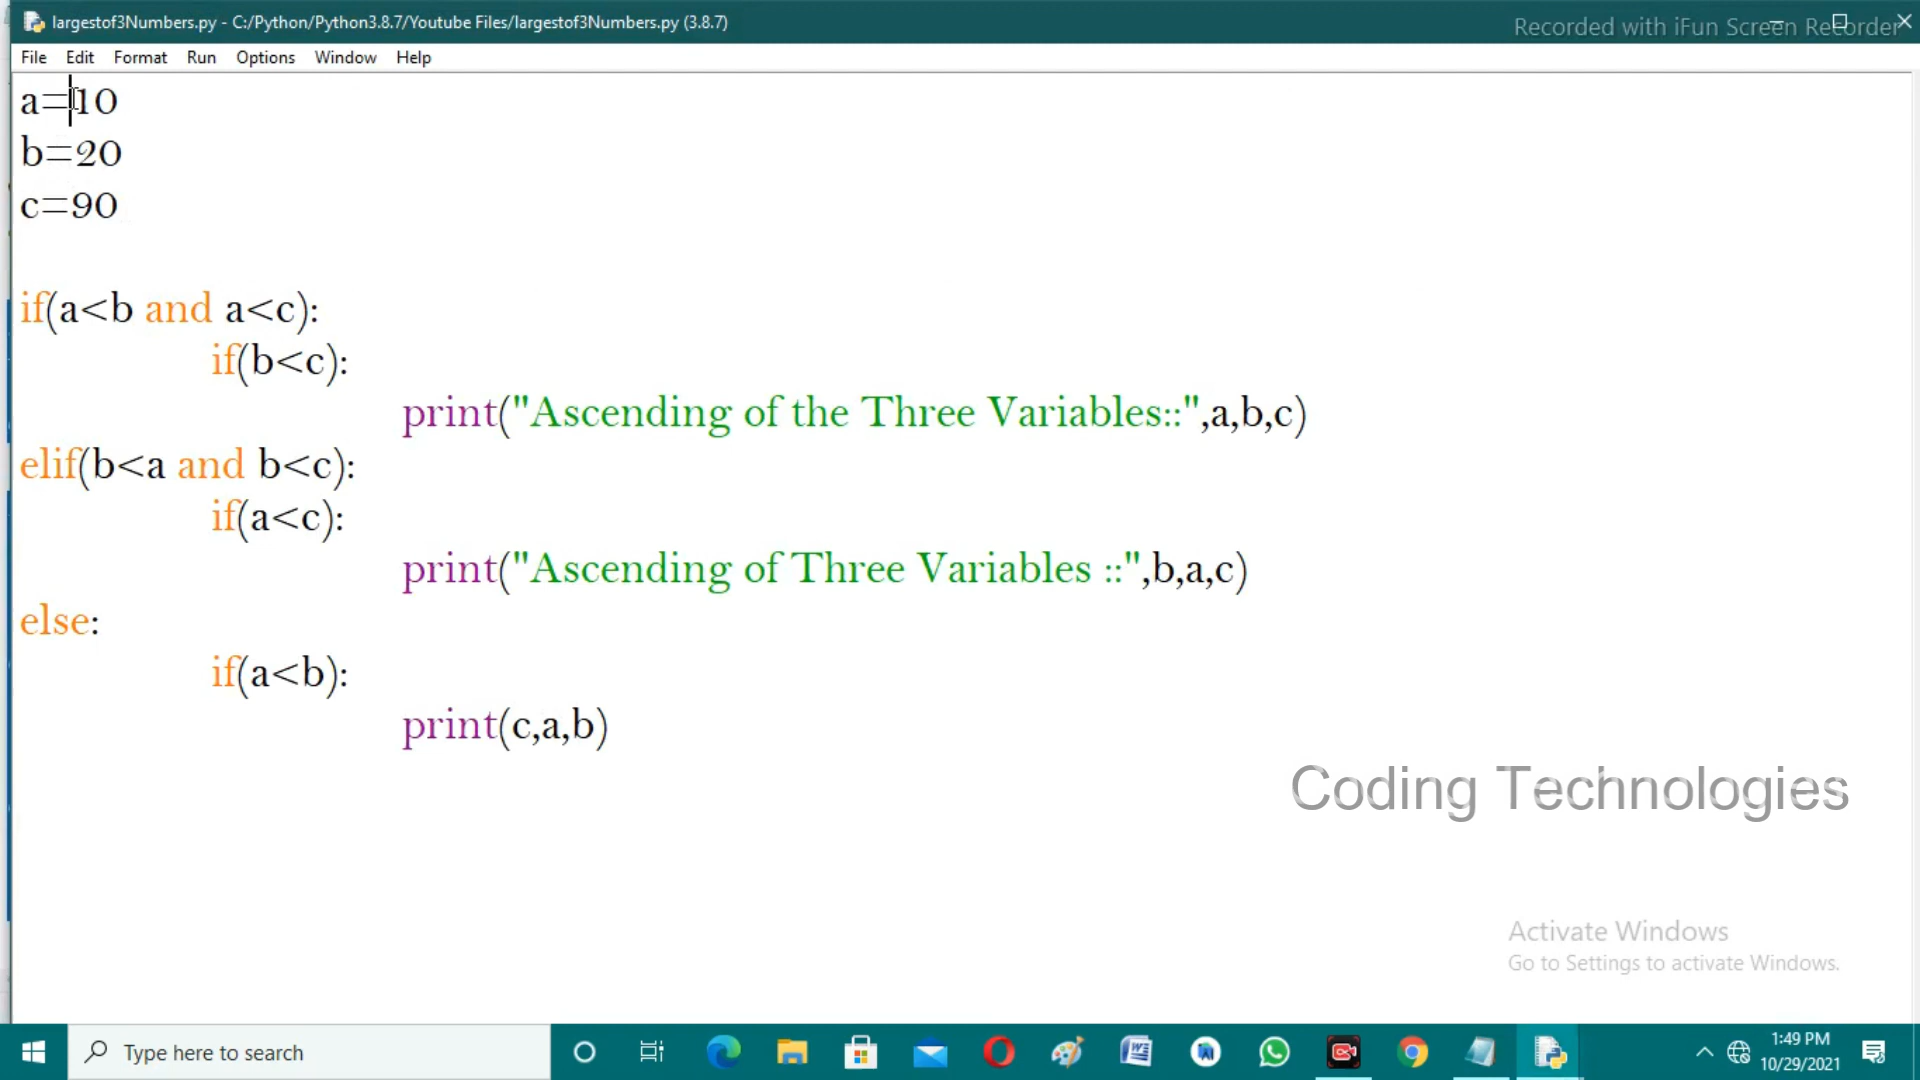 largestof3Numbers.py - C:/Python/Python3.8.7/Youtube Files/largestof3Numbers.py (3.8.7)
Recorded with iFun Screen Recorder
File Edit Format Run Options Window Help
a=10
b=20
c=90
if(a<b and a<c):
if(b<c):
print("Ascending of the Three Variables::",a,b,c)
elif(b<a and b<c):
if(a<c):
print("Ascending of Three Variables ::",b,a,c)
else:
if(a<b):
print(c,a,b)
Coding Technologies
Activate Windows
Go to Settings to activate Windows.
Type here to search
1:49 PM
10/29/2021